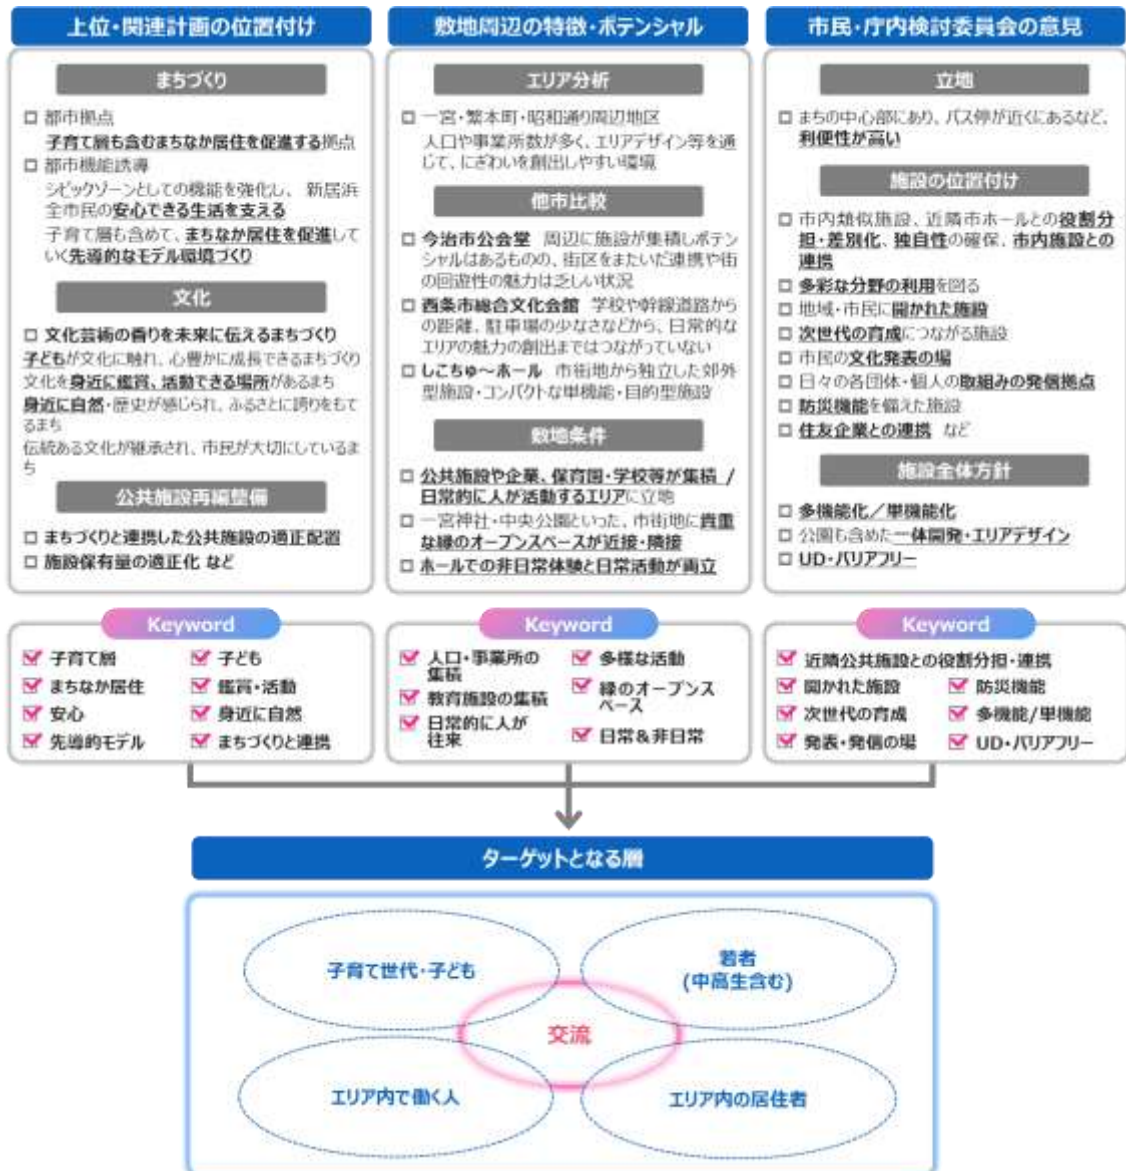 上位・関連計画の位置付け
まちづくり
□ 都市拠点
子育て層も含むまちなか居住を促進する拠点
□ 都市機能誘導
シビックゾーンとしての機能を強化し、 新居浜
全市民の安心できる生活を支える
子育て層も含めて、まちなか居住を促進して
いく先導的なモデル環境づくり
文化
□ 文化芸術の香りを未来に伝えるまちづくり
子どもが文化に触れ、心豊かに成長できるまちづくり
文化を身近に鑑賞、活動できる場所があるまち
身近に自然・歴史が感じられ、ふるさとに誇りをもて
るまち
伝統ある文化が継承され、市民が大切にしているま
ち
公共施設再編整備
□ まちづくりと連携した公共施設の適正配置
□ 施設保有量の適正化 など
敷地周辺の特徴・ポテンシャル
エリア分析
□ 一宮・繁本町・昭和通り周辺地区
人口や事業所数が多く、エリアデザイン等を通
じて、にぎわいを創出しやすい環境
他市比較
□ 今治市公会堂 周辺に施設が集積しポテン
シャルはあるものの、街区をまたいだ連携や街
の回遊性の魅力は乏しい状況
□ 西条市総合文化会館 学校や幹線道路から
の距離、駐車場の少なさなどから、日常的な
エリアの魅力の創出まではつながっていない
□ しこちゅ～ホール 市街地から独立した郊外
型施設・コンパクトな単機能・目的型施設
敷地条件
□ 公共施設や企業、保育園・学校等が集積 /
日常的に人が活動するエリアに立地
□ 一宮神社・中央公園といった、市街地に貴重
な緑のオープンスペースが近接・隣接
□ ホールでの非日常体験と日常活動が両立
市民・庁内検討委員会の意見
立地
□ まちの中心部にあり、バス停が近くにあるなど、
利便性が高い
施設の位置付け
□ 市内類似施設、近隣市ホールとの役割分
担・差別化、独自性の確保、市内施設との
連携
□ 多彩な分野の利用を図る
□ 地域・市民に開かれた施設
□ 次世代の育成につながる施設
□ 市民の文化発表の場
□ 日々の各団体・個人の取組みの発信拠点
□ 防災機能を備えた施設
□ 住友企業との連携 など
施設全体方針
□ 多機能化／単機能化
□ 公園も含めた一体開発・エリアデザイン
□ UD・バリアフリー
Keyword
子育て層
子ども
まちなか居住
鑑賞・活動
安心
身近に自然
先導的モデル
まちづくりと連携
Keyword
人口・事業所の
集積
教育施設の集積
日常的に人が
往来
多様な活動
緑のオープンス
ペース
日常＆非日常
Keyword
近隣公共施設との役割分担・連携
開かれた施設
防災機能
次世代の育成
多機能/単機能
発表・発信の場
UD・バリアフリー
ターゲットとなる層
子育て世代・子ども
若者
(中高生含む)
交流
エリア内で働く人
エリア内の居住者